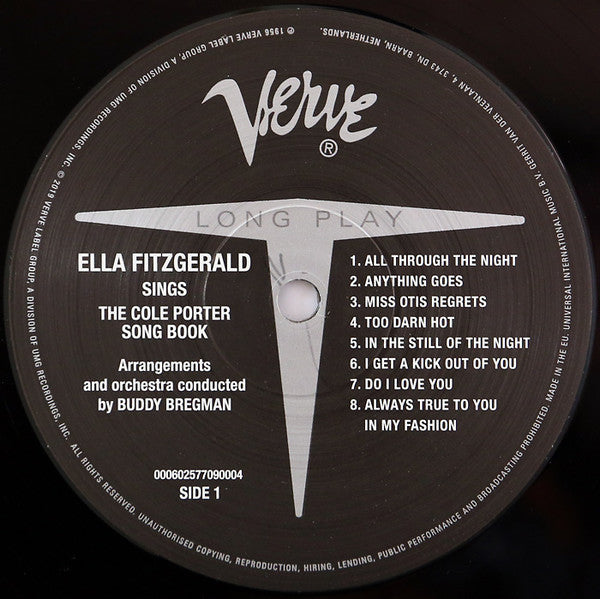 Verve
®
LONG PLAY
ELLA FITZGERALD
SINGS
THE COLE PORTER
SONG BOOK
Arrangements
and orchestra conducted
by BUDDY BREGMAN
000602577090004
SIDE 1
1. ALL THROUGH THE NIGHT
2. ANYTHING GOES
3. MISS OTIS REGRETS
4. TOO DARN HOT
5. IN THE STILL OF THE NIGHT
6. I GET A KICK OUT OF YOU
7. DO I LOVE YOU
8. ALWAYS TRUE TO YOU
IN MY FASHION
℗ 1956 VERVE LABEL GROUP, A DIVISION OF UMG RECORDINGS, INC. © 2019 VERVE LABEL GROUP, A DIVISION OF UMG RECORDINGS, INC. ALL RIGHTS RESERVED. UNAUTHORISED COPYING, REPRODUCTION, HIRING, LENDING, PUBLIC PERFORMANCE AND BROADCASTING PROHIBITED. MADE IN THE EU. UNIVERSAL INTERNATIONAL MUSIC B.V. GERRIT VAN DER VEENLAAN 4, 3743 DN, BAARN, NETHERLANDS.